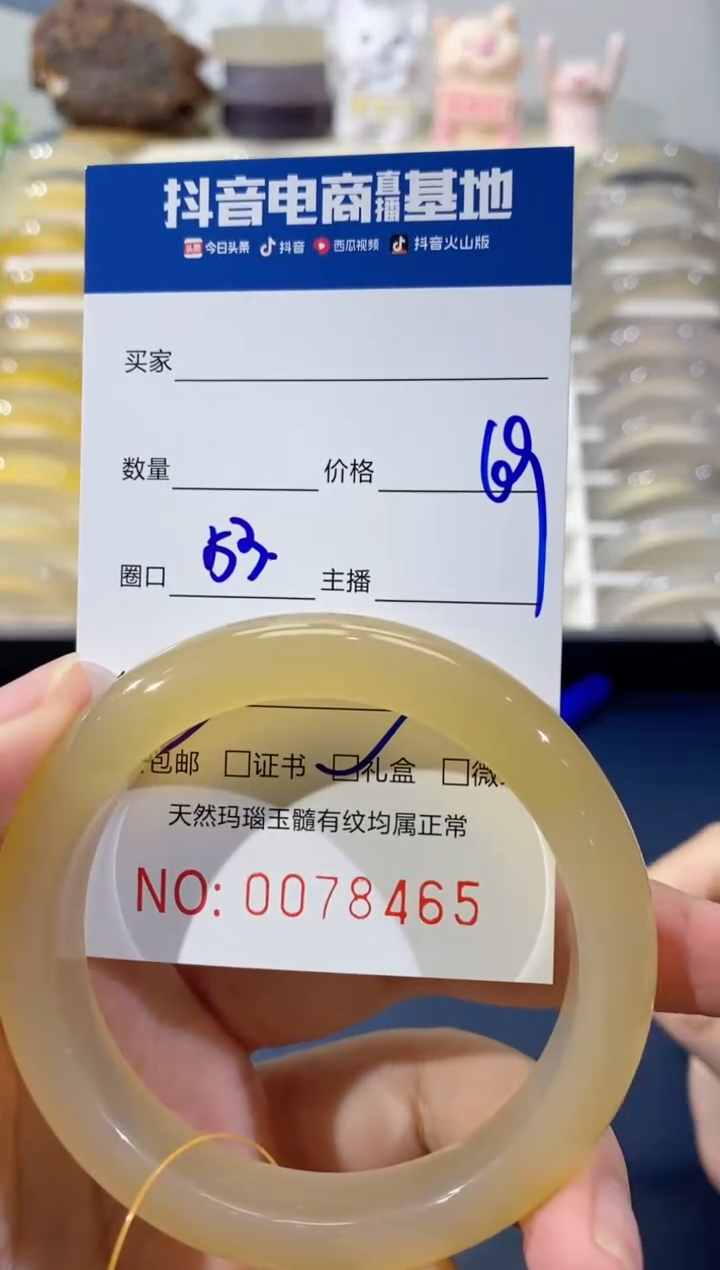 抖音电商直播基地
今日头条 抖音 西瓜视频 抖音火山版
买家
数量 价格 69
圈口 53 主播
包邮 证书 礼盒 微
天然玛瑙玉髓有纹均属正常
NO: 0078465